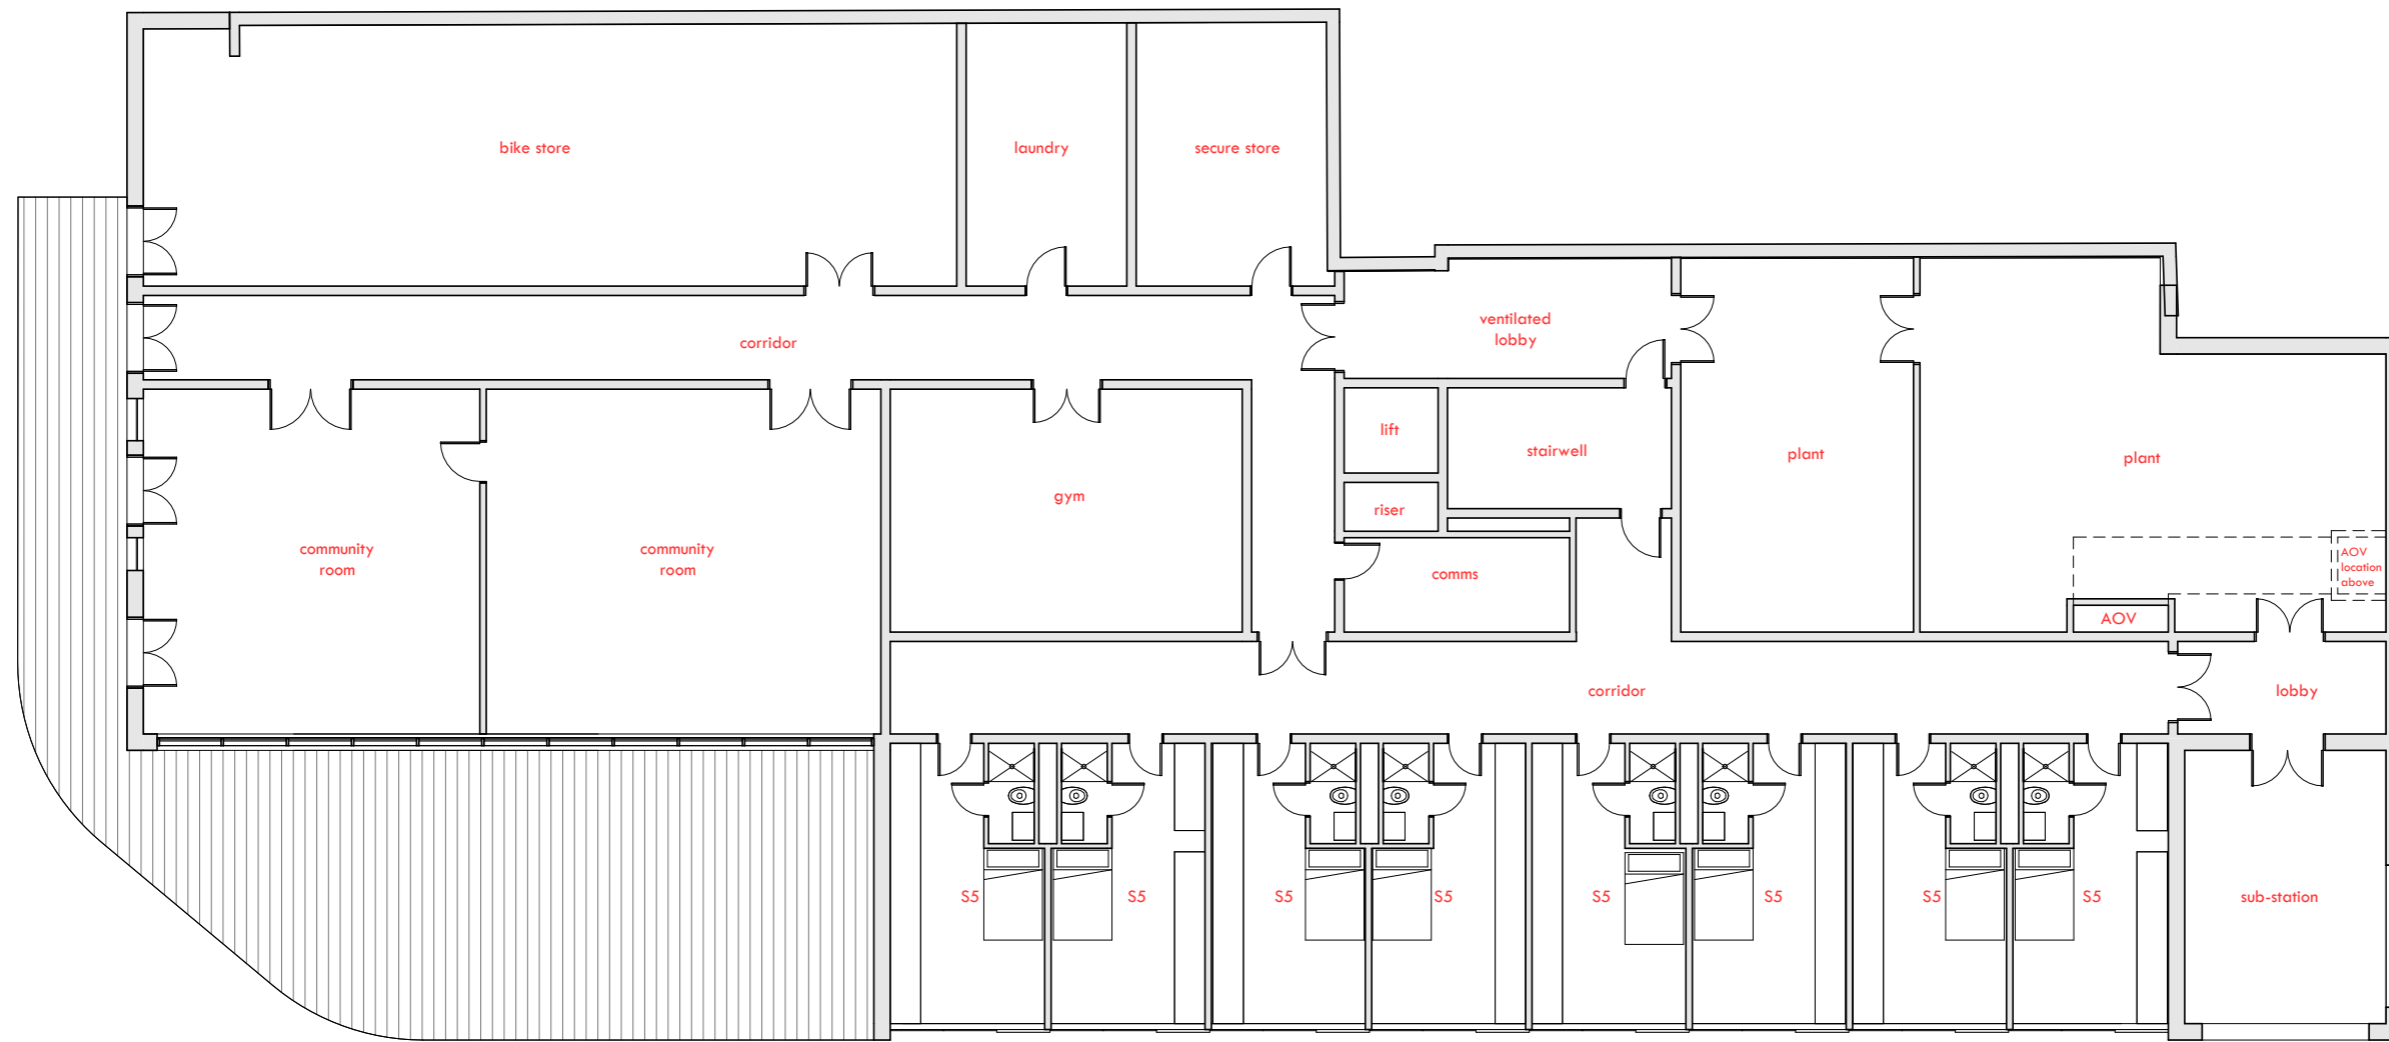 bike store
laundry
secure store
ventilated
lobby
corridor
lift
stairwell
plant
plant
gym
riser
community
room
community
room
comms
AOV
location
above
AOV
corridor
lobby
S5
S5
S5
S5
S5
S5
S5
S5
sub-station